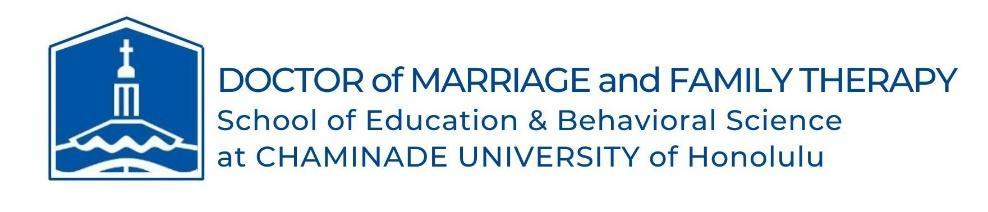 DOCTOR of MARRIAGE and FAMILY THERAPY
School of Education & Behavioral Science
at CHAMINADE UNIVERSITY of Honolulu